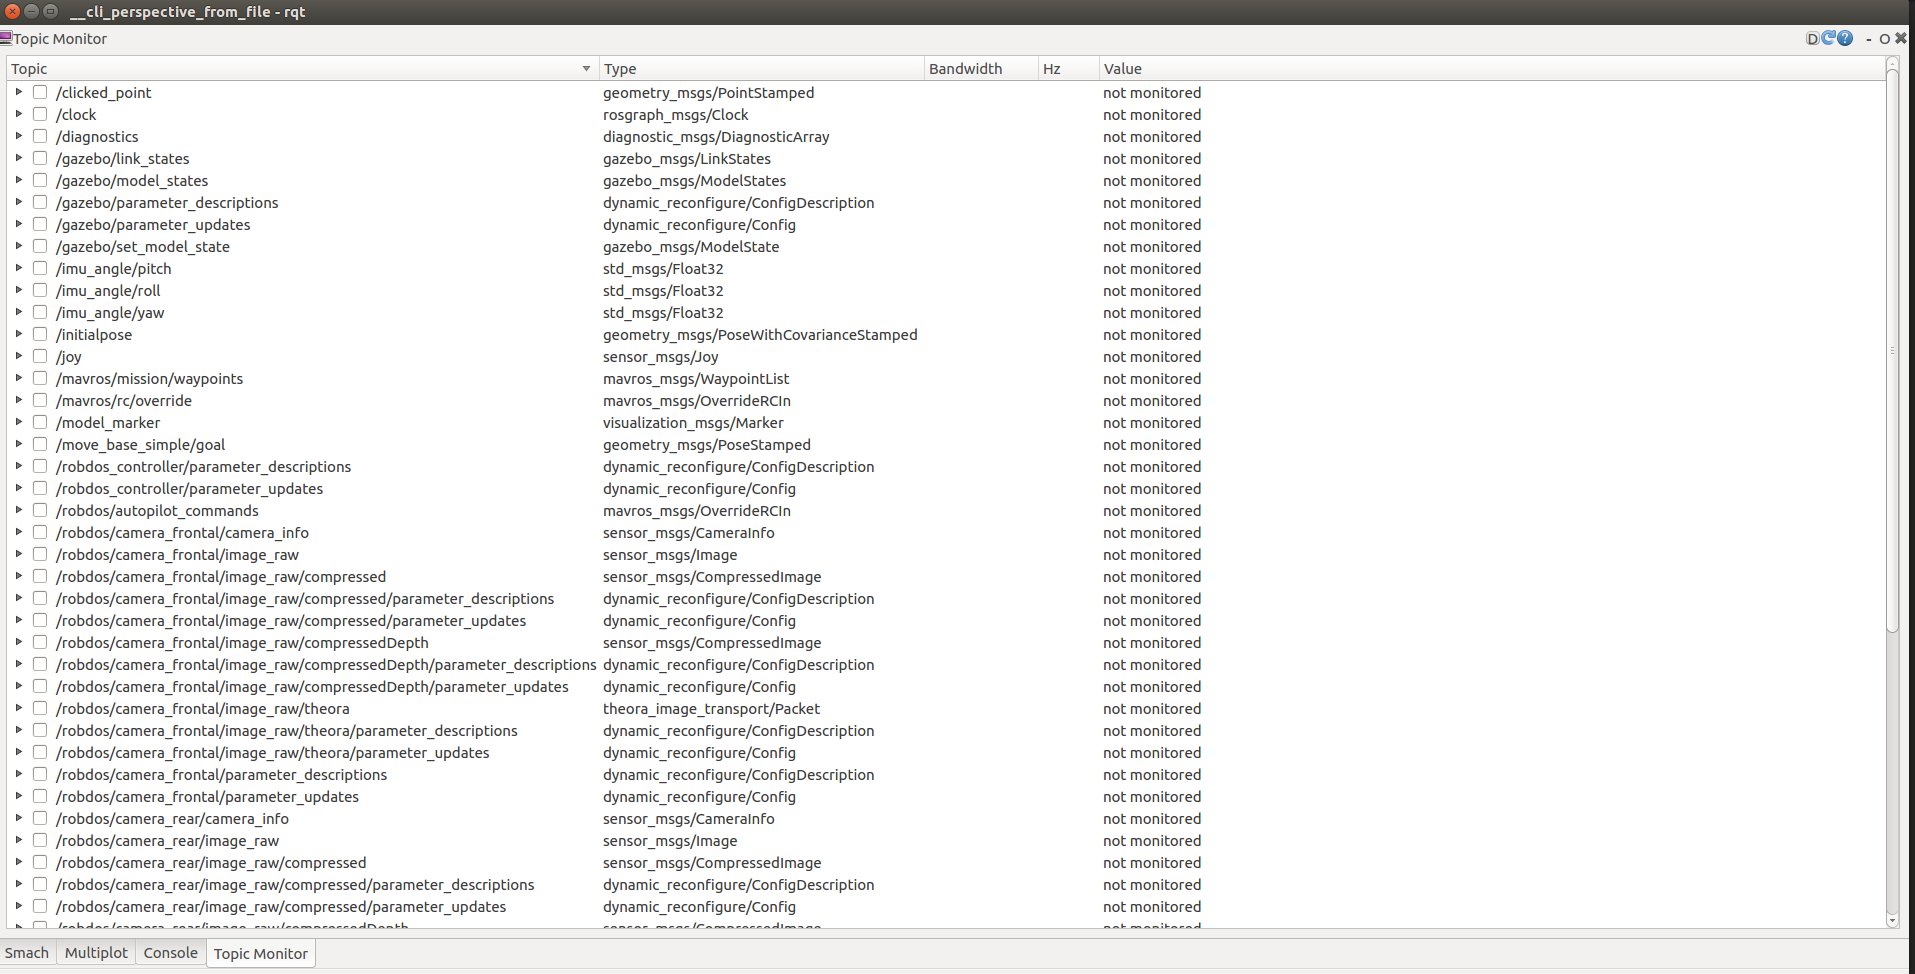 __cli_perspective_from_file - rqt
Topic Monitor D ? - O
Topic Type Bandwidth Hz Value
/clicked_point geometry_msgs/PointStamped not monitored
/clock rosgraph_msgs/Clock not monitored
/diagnostics diagnostic_msgs/DiagnosticArray not monitored
/gazebo/link_states gazebo_msgs/LinkStates not monitored
/gazebo/model_states gazebo_msgs/ModelStates not monitored
/gazebo/parameter_descriptions dynamic_reconfigure/ConfigDescription not monitored
/gazebo/parameter_updates dynamic_reconfigure/Config not monitored
/gazebo/set_model_state gazebo_msgs/ModelState not monitored
/imu_angle/pitch std_msgs/Float32 not monitored
/imu_angle/roll std_msgs/Float32 not monitored
/imu_angle/yaw std_msgs/Float32 not monitored
/initialpose geometry_msgs/PoseWithCovarianceStamped not monitored
/joy sensor_msgs/Joy not monitored
/mavros/mission/waypoints mavros_msgs/WaypointList not monitored
/mavros/rc/override mavros_msgs/OverrideRCIn not monitored
/model_marker visualization_msgs/Marker not monitored
/move_base_simple/goal geometry_msgs/PoseStamped not monitored
/robdos_controller/parameter_descriptions dynamic_reconfigure/ConfigDescription not monitored
/robdos_controller/parameter_updates dynamic_reconfigure/Config not monitored
/robdos/autopilot_commands mavros_msgs/OverrideRCIn not monitored
/robdos/camera_frontal/camera_info sensor_msgs/CameraInfo not monitored
/robdos/camera_frontal/image_raw sensor_msgs/Image not monitored
/robdos/camera_frontal/image_raw/compressed sensor_msgs/CompressedImage not monitored
/robdos/camera_frontal/image_raw/compressed/parameter_descriptions dynamic_reconfigure/ConfigDescription not monitored
/robdos/camera_frontal/image_raw/compressed/parameter_updates dynamic_reconfigure/Config not monitored
/robdos/camera_frontal/image_raw/compressedDepth sensor_msgs/CompressedImage not monitored
/robdos/camera_frontal/image_raw/compressedDepth/parameter_descriptions dynamic_reconfigure/ConfigDescription not monitored
/robdos/camera_frontal/image_raw/compressedDepth/parameter_updates dynamic_reconfigure/Config not monitored
/robdos/camera_frontal/image_raw/theora theora_image_transport/Packet not monitored
/robdos/camera_frontal/image_raw/theora/parameter_descriptions dynamic_reconfigure/ConfigDescription not monitored
/robdos/camera_frontal/image_raw/theora/parameter_updates dynamic_reconfigure/Config not monitored
/robdos/camera_frontal/parameter_descriptions dynamic_reconfigure/ConfigDescription not monitored
/robdos/camera_frontal/parameter_updates dynamic_reconfigure/Config not monitored
/robdos/camera_rear/camera_info sensor_msgs/CameraInfo not monitored
/robdos/camera_rear/image_raw sensor_msgs/Image not monitored
/robdos/camera_rear/image_raw/compressed sensor_msgs/CompressedImage not monitored
/robdos/camera_rear/image_raw/compressed/parameter_descriptions dynamic_reconfigure/ConfigDescription not monitored
/robdos/camera_rear/image_raw/compressed/parameter_updates dynamic_reconfigure/Config not monitored
/robdos/camera_rear/image_raw/compressedDepth sensor_msgs/CompressedImage not monitored
Smach Multiplot Console Topic Monitor